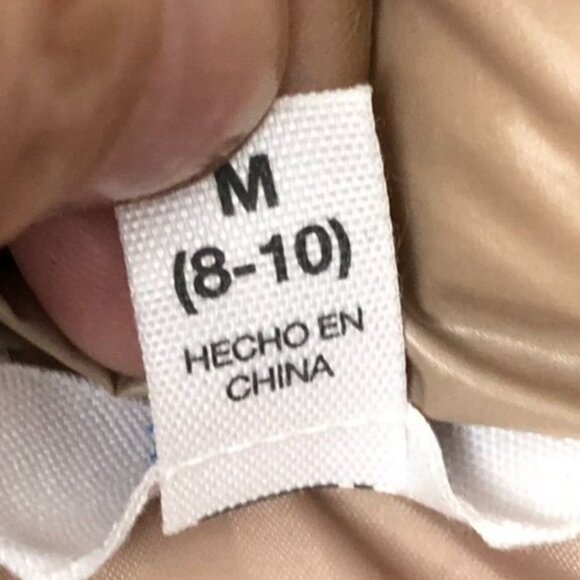 M
(8-10)
HECHO EN
CHINA